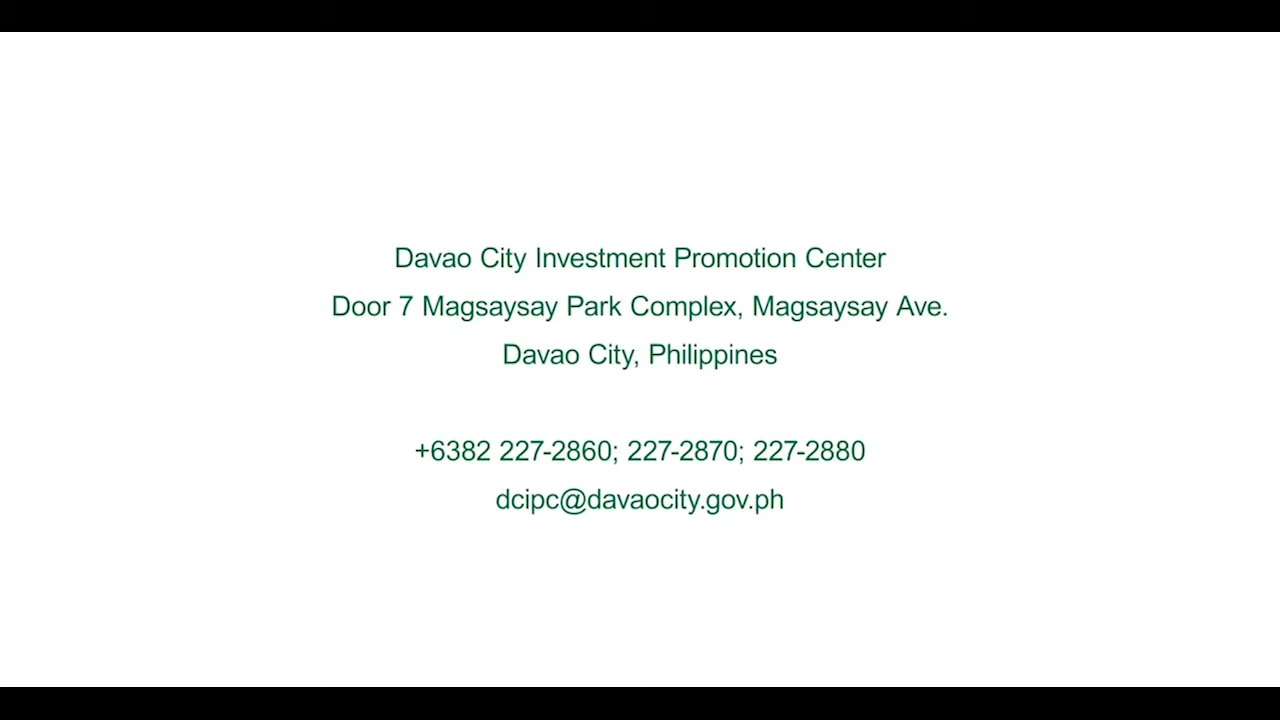 Davao City Investment Promotion Center
Door 7 Magsaysay Park Complex, Magsaysay Ave.
Davao City, Philippines
+6382 227-2860; 227-2870; 227-2880
dcipc@davaocity.gov.ph